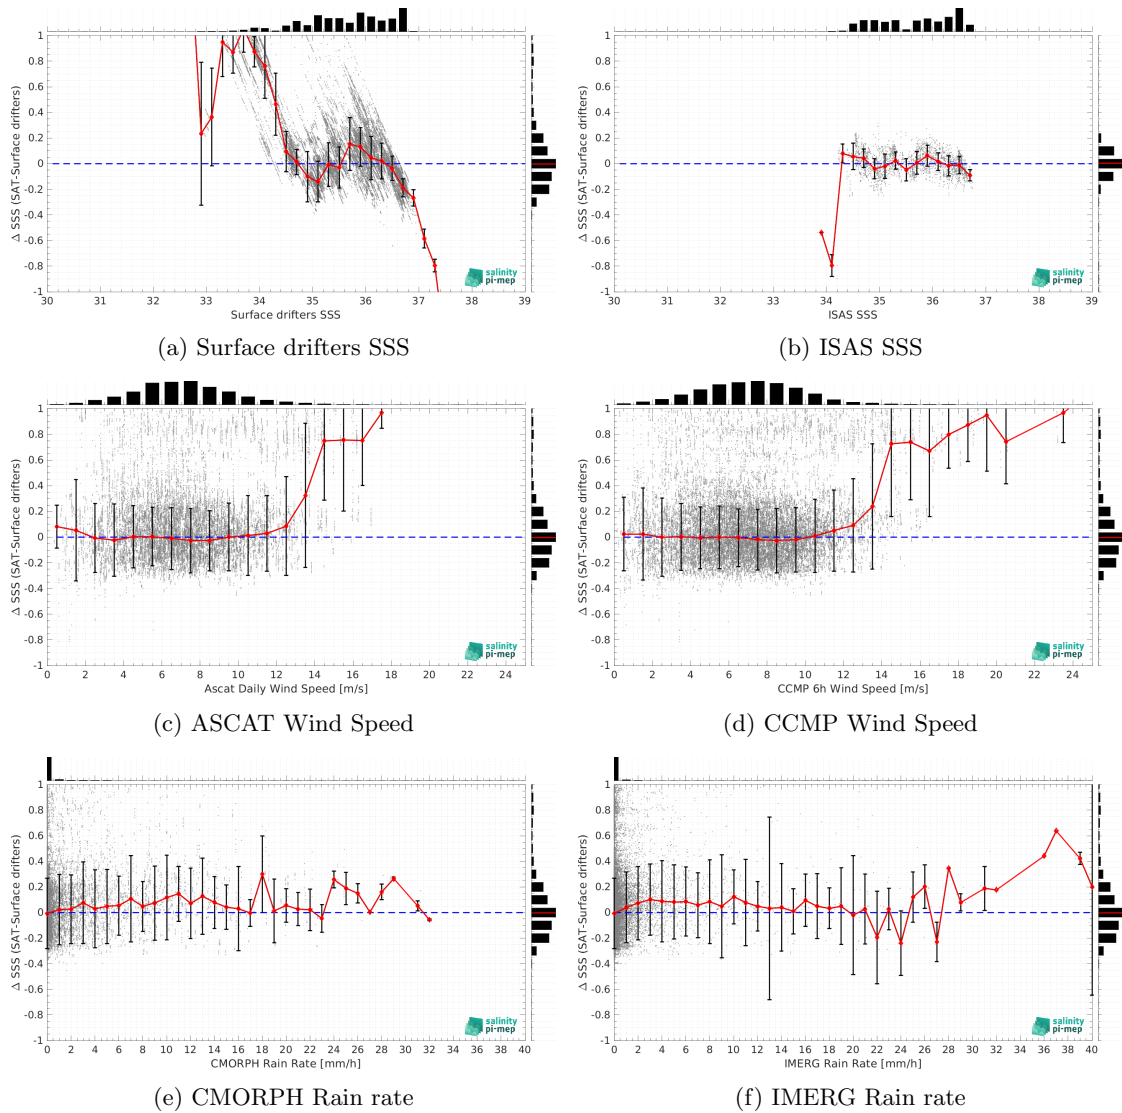 1
0.8
0.6
0.4
0.2
0
-0.2
-0.4
-0.6
-0.8
-1
Δ SSS (SAT-Surface drifters)
30 31 32 33 34 35 36 37 38 39
Surface drifters SSS
salinity
pi-mep
(a) Surface drifters SSS
1
0.8
0.6
0.4
0.2
0
-0.2
-0.4
-0.6
-0.8
-1
Δ SSS (SAT-Surface drifters)
30 31 32 33 34 35 36 37 38 39
ISAS SSS
salinity
pi-mep
(b) ISAS SSS
1
0.8
0.6
0.4
0.2
0
-0.2
-0.4
-0.6
-0.8
-1
Δ SSS (SAT-Surface drifters)
0 2 4 6 8 10 12 14 16 18 20 22 24
Ascat Daily Wind Speed [m/s]
salinity
pi-mep
(c) ASCAT Wind Speed
1
0.8
0.6
0.4
0.2
0
-0.2
-0.4
-0.6
-0.8
-1
Δ SSS (SAT-Surface drifters)
0 2 4 6 8 10 12 14 16 18 20 22 24
CCMP 6h Wind Speed [m/s]
salinity
pi-mep
(d) CCMP Wind Speed
1
0.8
0.6
0.4
0.2
0
-0.2
-0.4
-0.6
-0.8
-1
Δ SSS (SAT-Surface drifters)
0 2 4 6 8 10 12 14 16 18 20 22 24 26 28 30 32 34 36 38 40
CMORPH Rain Rate [mm/h]
salinity
pi-mep
(e) CMORPH Rain rate
1
0.8
0.6
0.4
0.2
0
-0.2
-0.4
-0.6
-0.8
-1
Δ SSS (SAT-Surface drifters)
0 2 4 6 8 10 12 14 16 18 20 22 24 26 28 30 32 34 36 38 40
IMERG Rain Rate [mm/h]
salinity
pi-mep
(f) IMERG Rain rate